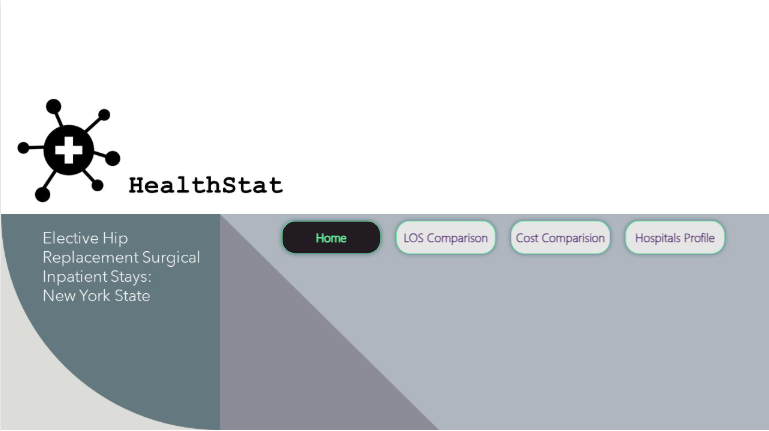 HealthStat
Elective Hip
Replacement Surgical
Inpatient Stays:
New York State
Home
LOS Comparison
Cost Comparision
Hospitals Profile